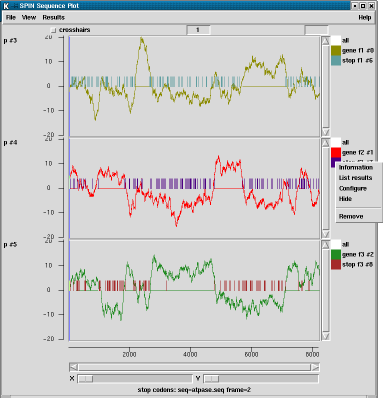 SPIN Sequence Plot
File View Results Help
crosshairs 1
p #3
20
10
0
-10
-20
all
gene f1 #0
stop f1 #6
p #4
20
10
0
-10
-20
all
gene f2 #1
Information
List results
Configure
Hide
Remove
p #5
20
10
0
-10
-20
all
gene f3 #2
stop f3 #8
2000 4000 6000 8000
X Y
stop codons: seq=atpase.seq frame=2